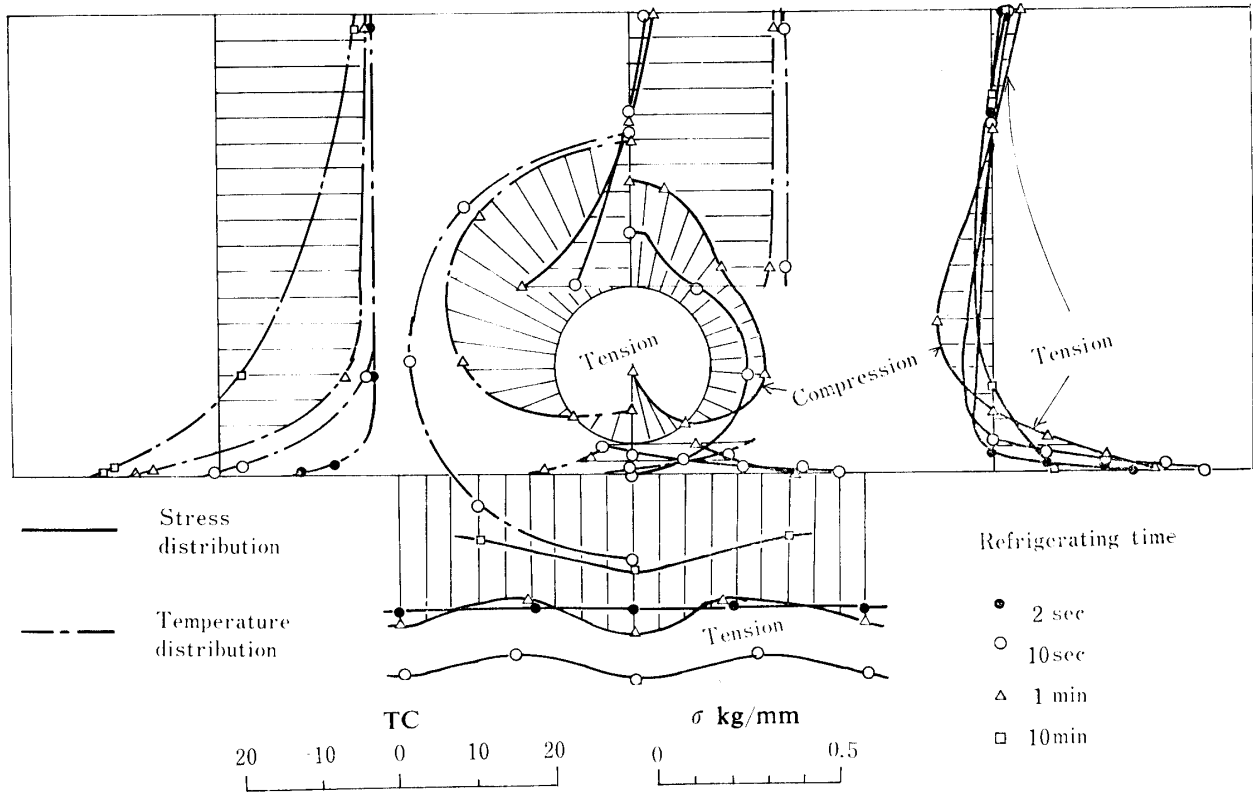 Tension
Compression
Tension
Stress
distribution
Temperature
distribution
Tension
Refrigerating time
2 sec
10sec
1 min
10min
TC
σ kg/mm
20 -10 0 10 20
0 0.5